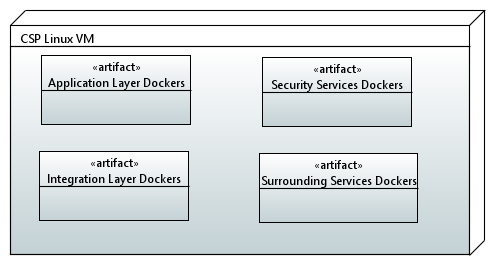 CSP Linux VM
«artifact»
Application Layer Dockers
«artifact»
Security Services Dockers
«artifact»
Integration Layer Dockers
«artifact»
Surrounding Services Dockers